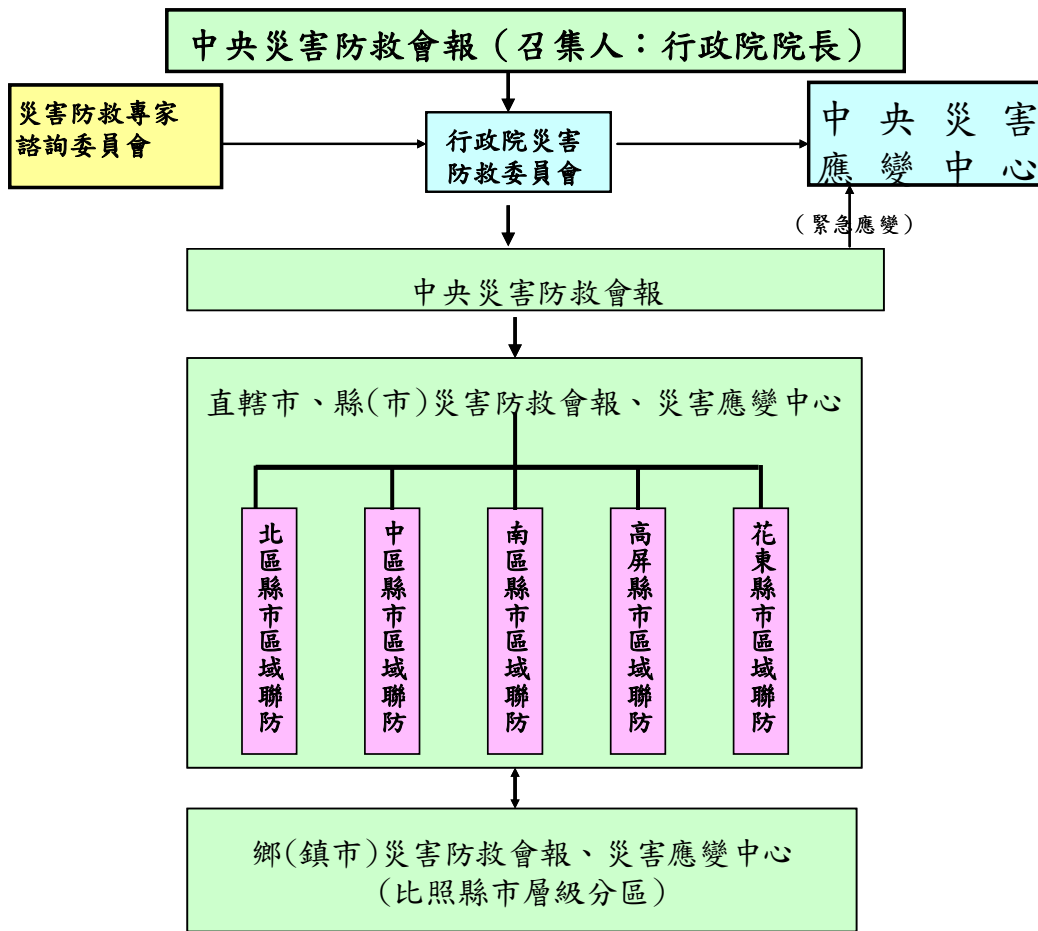 中央災害防救會報（召集人：行政院院長）
災害防救專家
諮詢委員會
行政院災害
防救委員會
中央災害
應變中心
（緊急應變）
中央災害防救會報
直轄市、縣(市)災害防救會報、災害應變中心
北區縣市區域聯防
中區縣市區域聯防
南區縣市區域聯防
高屏縣市區域聯防
花東縣市區域聯防
鄉(鎮市)災害防救會報、災害應變中心
(比照縣市層級分區)